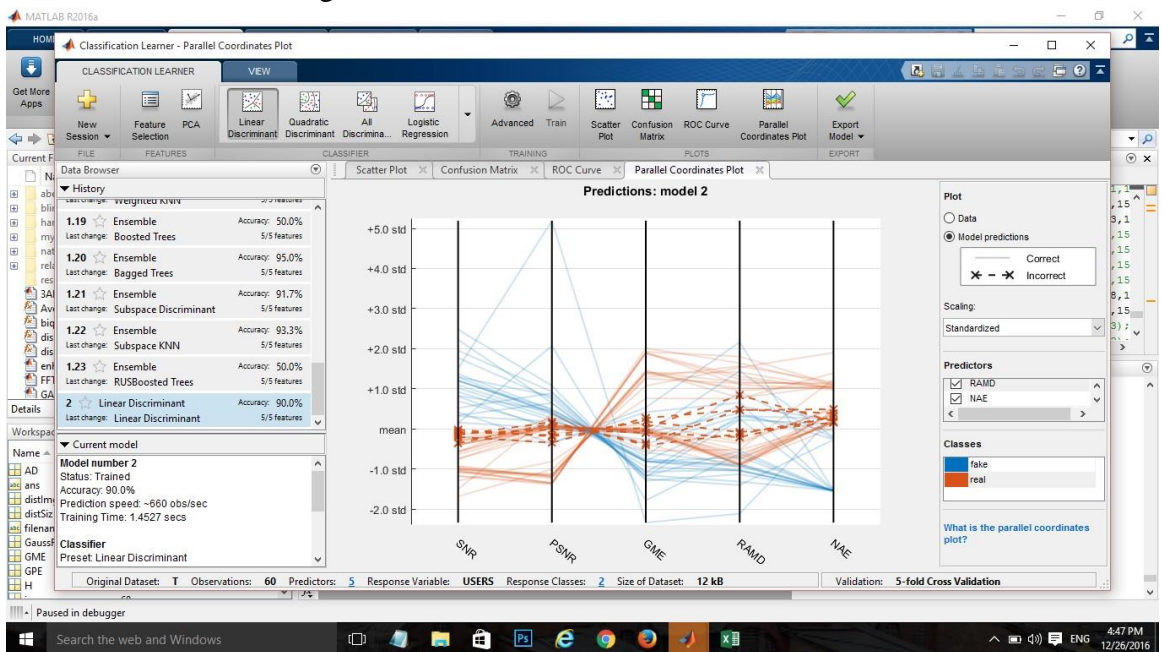 MATLAB R2016a
HOM
Classification Learner - Parallel Coordinates Plot
CLASSIFICATION LEARNER VIEW
Get More Apps
New Session
Feature Selection
PCA
Linear Discriminant
Quadratic Discriminant
All Discrimina...
Logistic Regression
Advanced
Train
Scatter Plot
Confusion Matrix
ROC Curve
Parallel Coordinates Plot
Export Model
FILE FEATURES CLASSIFIER TRAINING PLOTS EXPORT
Current F
Data Browser
Scatter Plot Confusion Matrix ROC Curve Parallel Coordinates Plot
History
Last change: Weighted KNN 5/5 features
1.19 Ensemble Accuracy: 50.0%
Last change: Boosted Trees 5/5 features
1.20 Ensemble Accuracy: 95.0%
Last change: Bagged Trees 5/5 features
1.21 Ensemble Accuracy: 91.7%
Last change: Subspace Discriminant 5/5 features
1.22 Ensemble Accuracy: 93.3%
Last change: Subspace KNN 5/5 features
1.23 Ensemble Accuracy: 50.0%
Last change: RUSBoosted Trees 5/5 features
2 Linear Discriminant Accuracy: 90.0%
Last change: Linear Discriminant 5/5 features
Current model
Model number 2
Status: Trained
Accuracy: 90.0%
Prediction speed: ~660 obs/sec
Training Time: 1.4527 secs
Classifier
Preset: Linear Discriminant
Details
Workspac
Name
AD
ans
distIm
distSiz
filenan
GME
GPE
H
Predictions: model 2
+5.0 std
+4.0 std
+3.0 std
+2.0 std
+1.0 std
mean
-1.0 std
-2.0 std
SNR PSNR GME RAMD NAE
Plot
Data
Model predictions
Correct
Incorrect
Scaling:
Standardized
Predictors
RAMD
NAE
Classes
fake
real
What is the parallel coordinates
plot?
Original Dataset: T Observations: 60 Predictors: 5 Response Variable: USERS Response Classes: 2 Size of Dataset: 12 kB Validation: 5-fold Cross Validation
Paused in debugger
Search the web and Windows
ENG
4:47 PM
12/26/2016